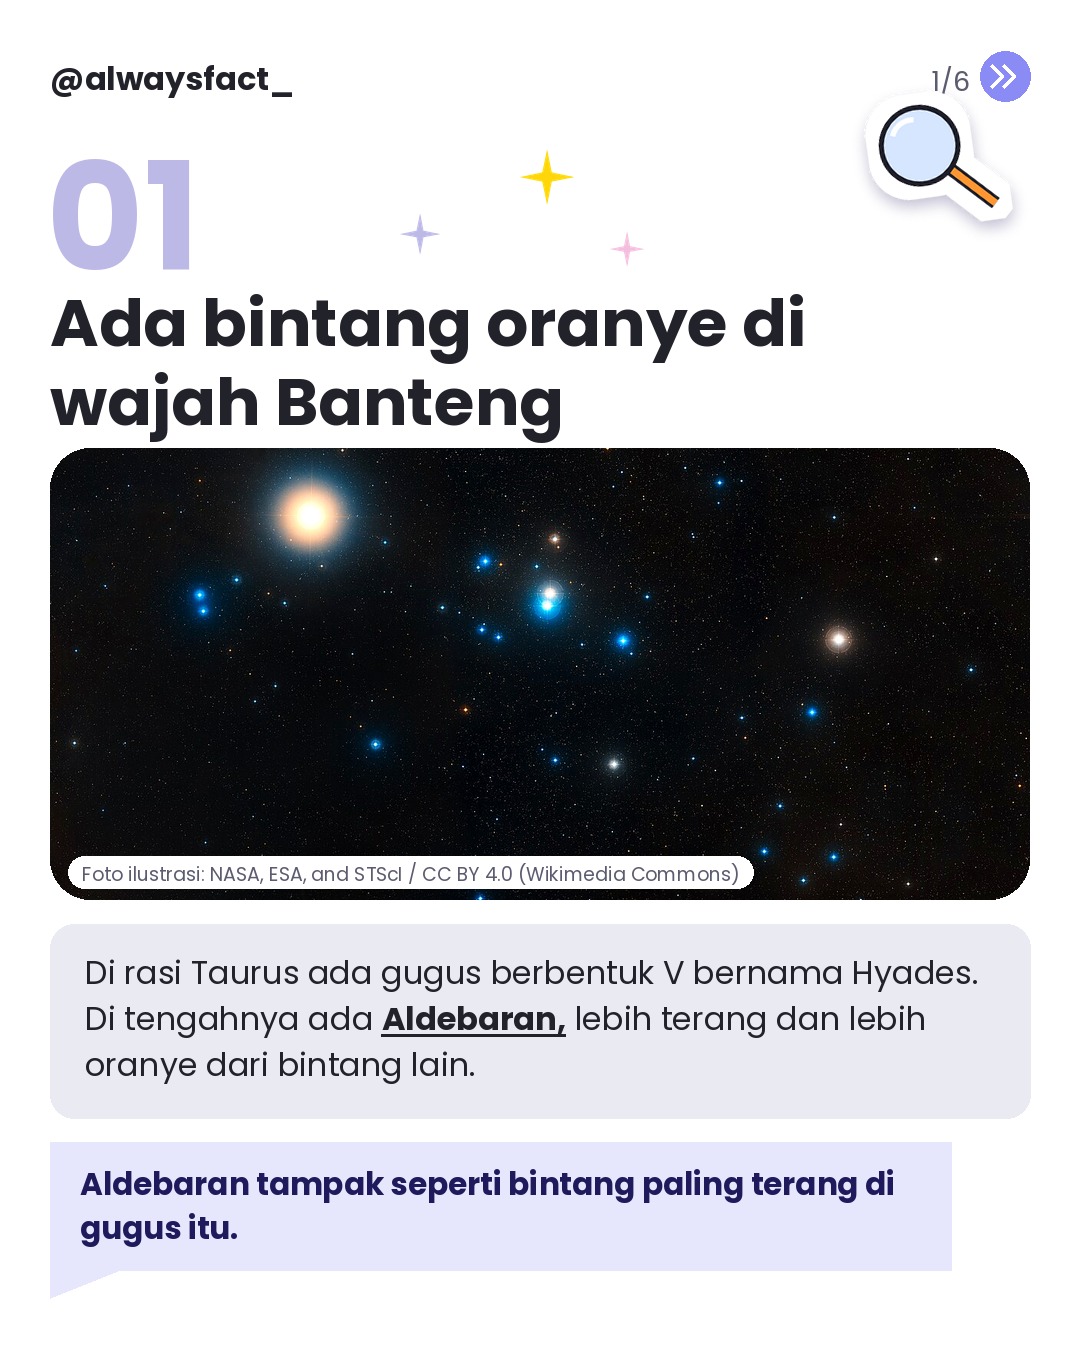 @alwaysfact_
1/6
01
Ada bintang oranye di
wajah Banteng
Foto ilustrasi: NASA, ESA, and STScI / CC BY 4.0 (Wikimedia Commons)
Di rasi Taurus ada gugus berbentuk V bernama Hyades.
Di tengahnya ada Aldebaran, lebih terang dan lebih
oranye dari bintang lain.
Aldebaran tampak seperti bintang paling terang di
gugus itu.